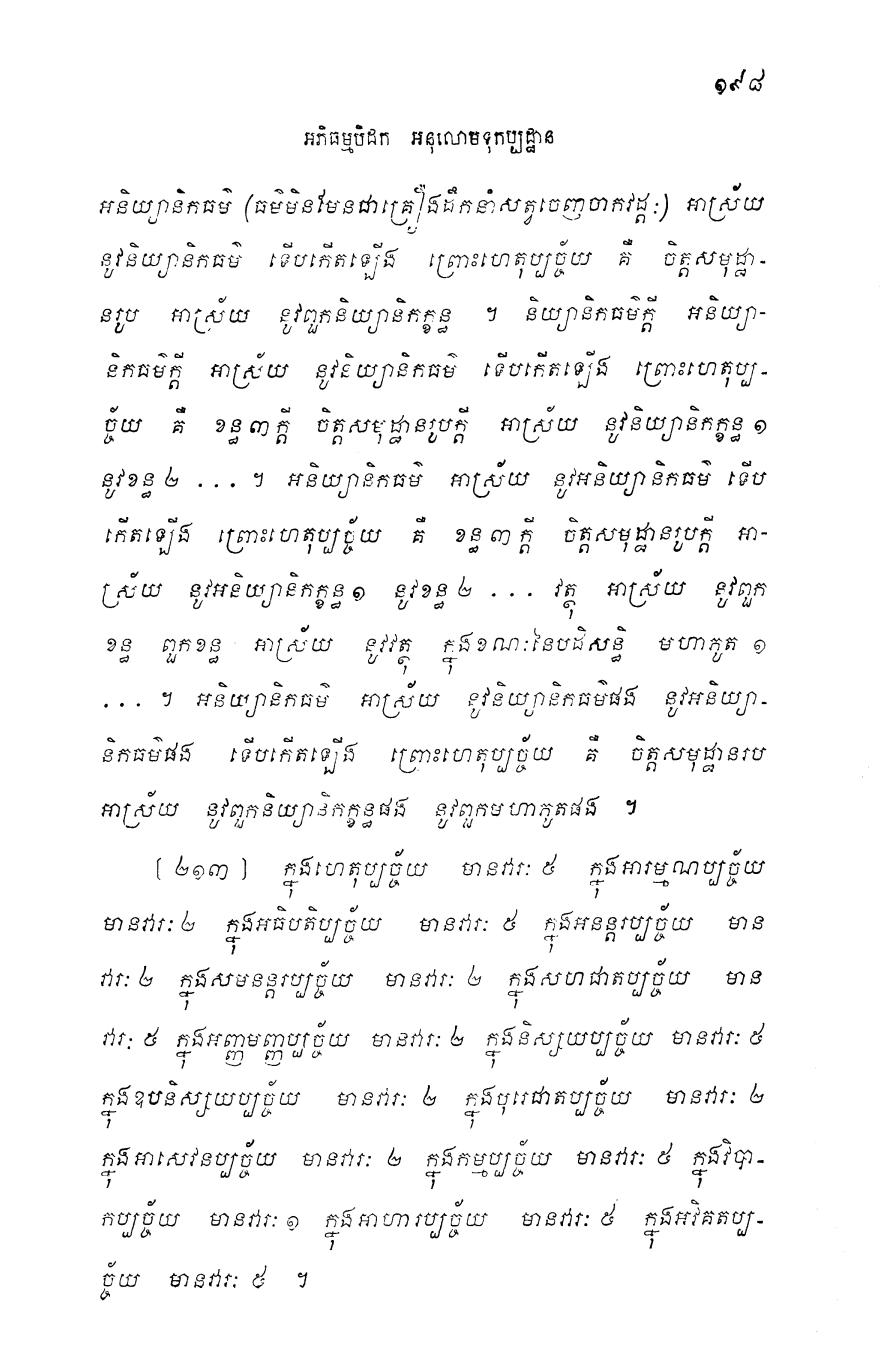 ១៩៨
អភិធម្មបិដក អនុលោមទុកប្បដ្ឋាន
អនិយ្យានិកធម៌ (ធម៌មិនមែនជាគ្រឿងដឹកនាំសត្វចេញចាកវដ្ដៈ) អាស្រ័យ
នូវនិយ្យានិកធម៌ ទើបកើតឡើង ព្រោះហេតុប្បច្ច័យ គឺ ចិត្តសមុដ្ឋា-
នរូប អាស្រ័យ នូវពួកនិយ្យានិកក្ខន្ធ ។ និយ្យានិកធម៌ក្ដី អនិយ្យា-
និកធម៌ក្ដី អាស្រ័យ នូវនិយ្យានិកធម៌ ទើបកើតឡើង ព្រោះហេតុប្ប-
ច្ច័យ គឺ ខន្ធ៣ក្ដី ចិត្តសមុដ្ឋានរូបក្ដី អាស្រ័យ នូវនិយ្យានិកក្ខន្ធ ១
នូវខន្ធ ២ ... ។ អនិយ្យានិកធម៌ អាស្រ័យ នូវអនិយ្យានិកធម៌ ទើប
កើតឡើង ព្រោះហេតុប្បច្ច័យ គឺ ខន្ធ ៣ ក្ដី ចិត្តសមុដ្ឋានរូបក្ដី អា-
ស្រ័យ នូវអនិយ្យានិកក្ខន្ធ ១ នូវខន្ធ ២ ... វត្ថុ អាស្រ័យ នូវពួក
ខន្ធ ពួកខន្ធ អាស្រ័យ នូវវត្ថុ ក្នុងខណៈនៃបដិសន្ធិ មហាភូត ១
... ។ អនិយ្យានិកធម៌ អាស្រ័យ នូវនិយ្យានិកធម៌ផង នូវអនិយ្យា-
និកធម៌ផង ទើបកើតឡើង ព្រោះហេតុប្បច្ច័យ គឺ ចិត្តសមុដ្ឋានរូប
អាស្រ័យ នូវពួកនិយ្យានិកក្ខន្ធផង នូវពួកមហាភូតផង ។
[ ២១៣ ] ក្នុងហេតុប្បច្ច័យ មានវារៈ ៥ ក្នុងអារម្មណប្បច្ច័យ
មានវារៈ ២ ក្នុងអធិបតិប្បច្ច័យ មានវារៈ ៥ ក្នុងអនន្តរប្បច្ច័យ មាន
វារៈ ២ ក្នុងសមនន្តរប្បច្ច័យ មានវារៈ ២ ក្នុងសហជាតប្បច្ច័យ មាន
វារៈ ៥ ក្នុងអញ្ញមញ្ញប្បច្ច័យ មានវារៈ ២ ក្នុងនិស្សយប្បច្ច័យ មានវារៈ ៥
ក្នុងឧបនិស្សយប្បច្ច័យ មានវារៈ ២ ក្នុងបុរេជាតប្បច្ច័យ មានវារៈ ២
ក្នុងអាសេវនប្បច្ច័យ មានវារៈ ២ ក្នុងកម្មប្បច្ច័យ មានវារៈ ៥ ក្នុងវិបា-
កប្បច្ច័យ មានវារៈ ១ ក្នុងអាហារប្បច្ច័យ មានវារៈ ៥ ក្នុងអវិគតប្ប-
ច្ច័យ មានវារៈ ៥ ។